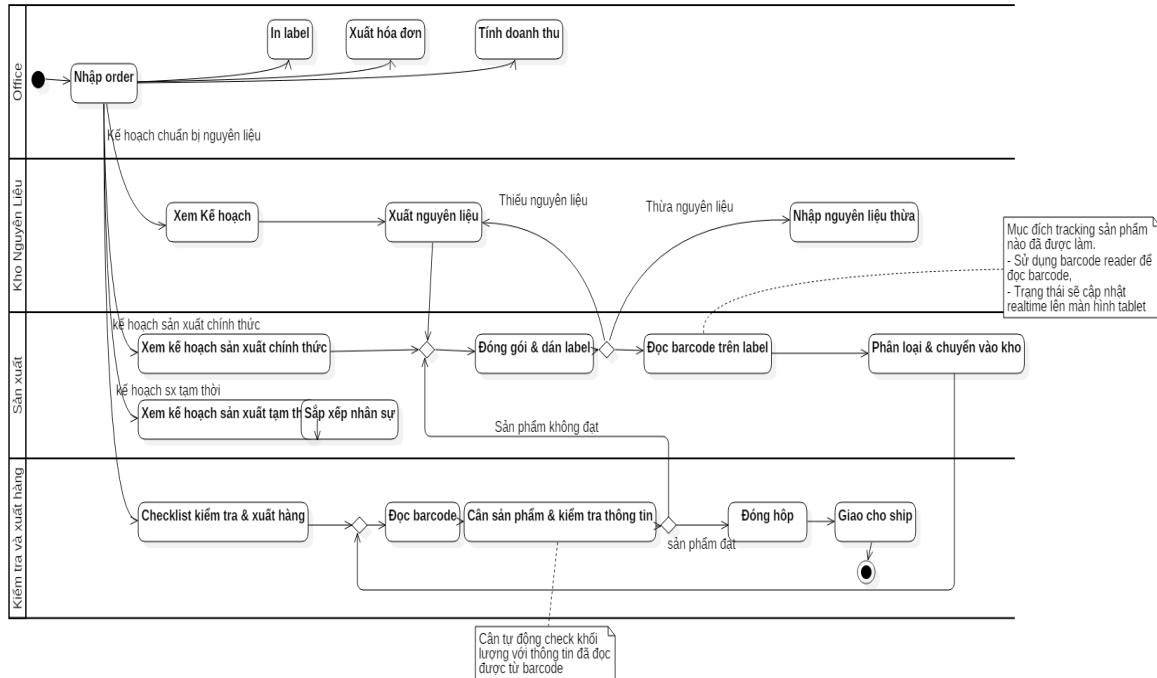 Office
In label
Xuất hóa đơn
Tính doanh thu
Nhập order
Kế hoạch chuẩn bị nguyên liệu
Kho Nguyên Liệu
Xem Kế hoạch
Xuất nguyên liệu
Thiếu nguyên liệu
Thừa nguyên liệu
Nhập nguyên liệu thừa
Mục đích tracking sản phẩm
nào đã được làm.
- Sử dụng barcode reader để
đọc barcode,
- Trạng thái sẽ cập nhật
realtime lên màn hình tablet
Sản xuất
kế hoạch sản xuất chính thức
Xem kế hoạch sản xuất chính thức
Đóng gói & dán label
Đọc barcode trên label
Phân loại & chuyển vào kho
kế hoạch sx tạm thời
Xem kế hoạch sản xuất tạm th
Sắp xếp nhân sự
Sản phẩm không đạt
Kiểm tra và xuất hàng
Checklist kiểm tra & xuất hàng
Đọc barcode
Cân sản phẩm & kiểm tra thông tin
sản phẩm đạt
Đóng hôp
Giao cho ship
Cân tự động check khối
lượng với thông tin đã đọc
được từ barcode